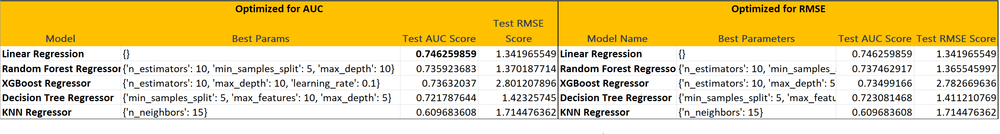 Optimized for AUC Optimized for RMSE
Model Best Params Test AUC Score Test RMSE Score Model Name Best Parameters Test AUC Score Test RMSE Score
Linear Regression {} 0.746259859 1.341965549 Linear Regression {} 0.746259859 1.341965549
Random Forest Regressor {'n_estimators': 10, 'min_samples_split': 5, 'max_depth': 10} 0.735923683 1.370187714 Random Forest Regresso {'n_estimators': 10, 'min_samples_ 0.737462917 1.365545997
XGBoost Regressor {'n_estimators': 10, 'max_depth': 10, 'learning_rate': 0.1} 0.73632037 2.801207896 XGBoost Regressor {'n_estimators': 10, 'max_depth': 5 0.73499166 2.782669636
Decision Tree Regressor {'min_samples_split': 5, 'max_features': 10, 'max_depth': 5} 0.721787644 1.42325745 Decision Tree Regressor {'min_samples_split': 5, 'max_featu 0.723081468 1.411210769
KNN Regressor {'n_neighbors': 15} 0.609683608 1.714476362 KNN Regressor {'n_neighbors': 15} 0.609683608 1.714476362